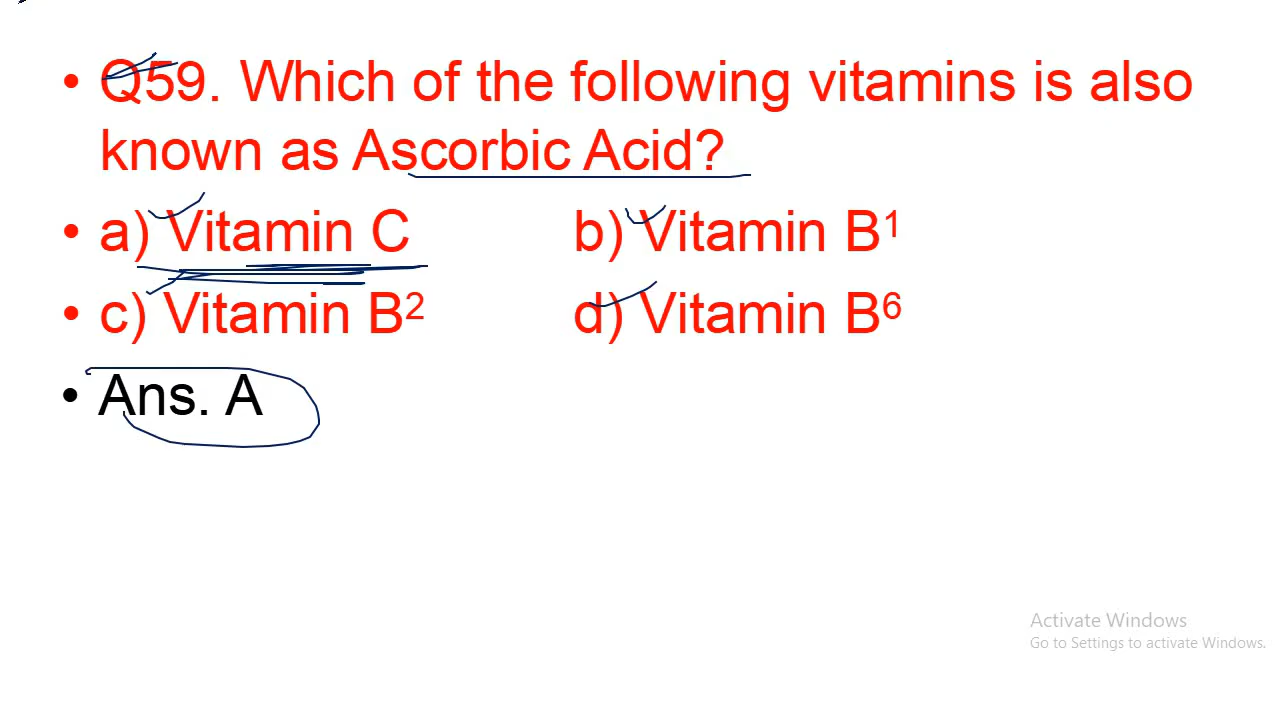 • Q59. Which of the following vitamins is also
known as Ascorbic Acid?
• a) Vitamin C b) Vitamin B¹
• c) Vitamin B² d) Vitamin B⁶
• Ans. A
Activate Windows
Go to Settings to activate Windows.